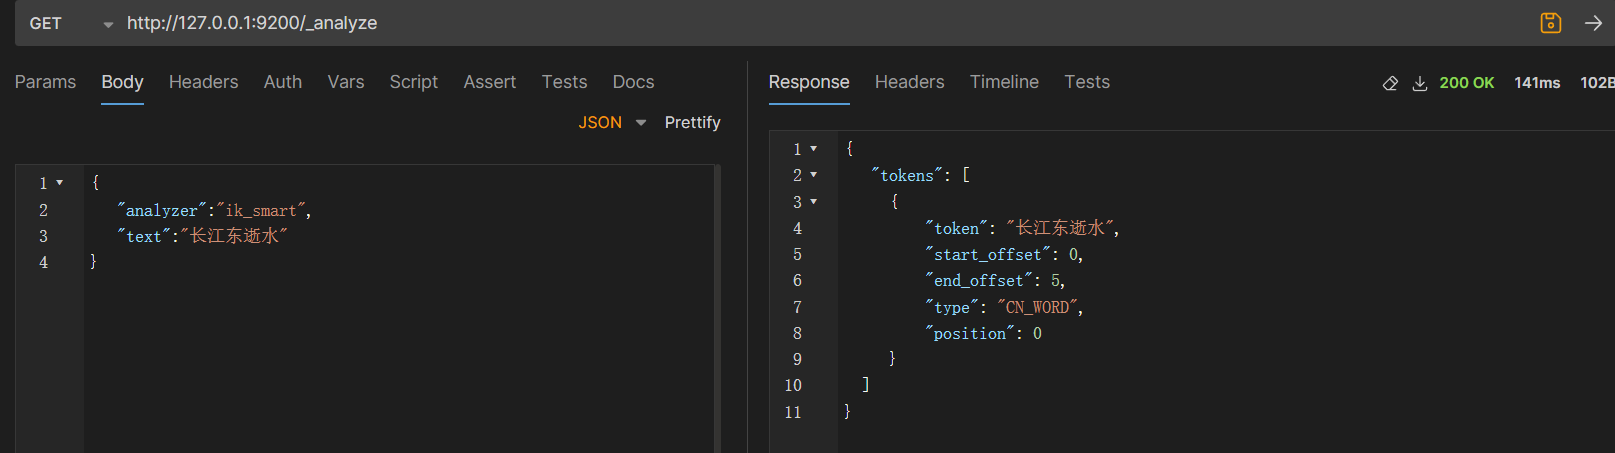 GET http://127.0.0.1:9200/_analyze
Params Body Headers Auth Vars Script Assert Tests Docs
JSON Prettify
1 {
2 "analyzer":"ik_smart",
3 "text":"长江东逝水"
4 }
Response Headers Timeline Tests 200 OK 141ms 102B
1 {
2 "tokens": [
3 {
4 "token": "长江东逝水",
5 "start_offset": 0,
6 "end_offset": 5,
7 "type": "CN_WORD",
8 "position": 0
9 }
10 ]
11 }